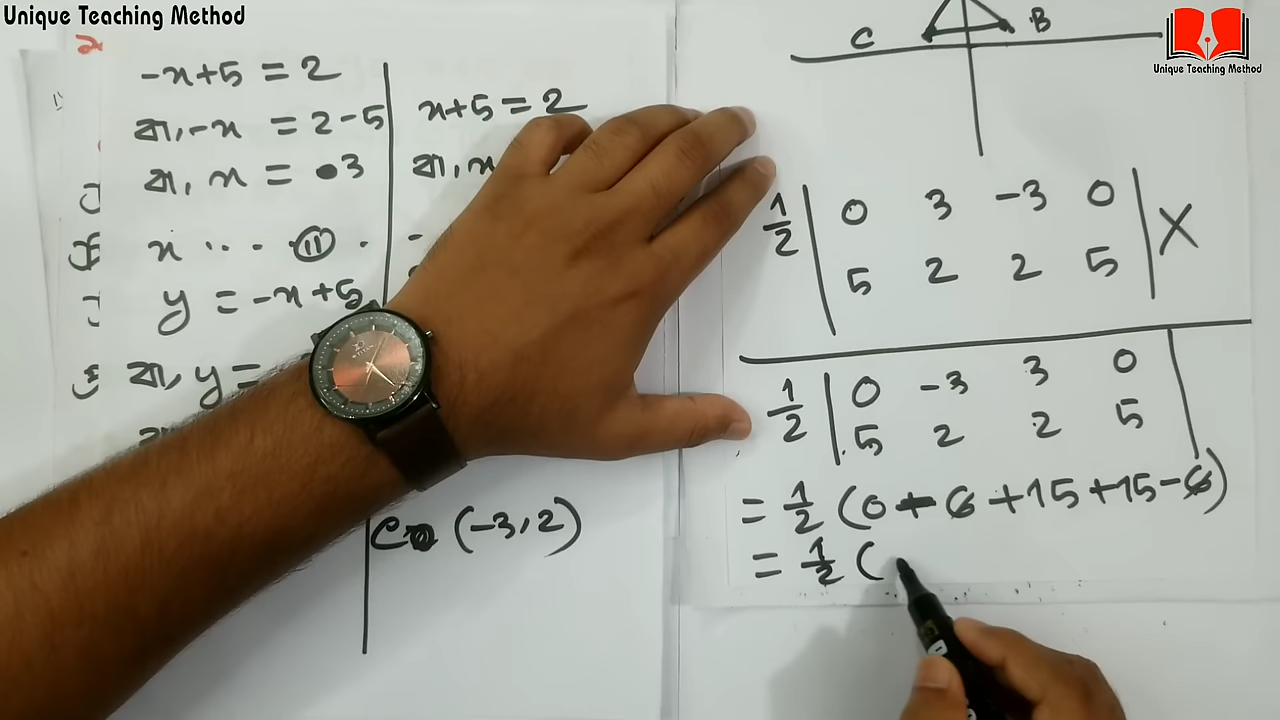 Unique Teaching Method
Unique Teaching Method
-x+5 = 2
বা, -x = 2-5
বা, x = 3
x ... ⑪ .
y = -x+5
বা, y =
x+5 = 2
বা, x
C (-3,2)
C B
1/2 | 0 3 -3 0 | X
5 2 2 5
1/2 | 0 -3 3 0 |
5 2 2 5
= 1/2 (0 - 6 + 15 + 15 - 6)
= 1/2 (